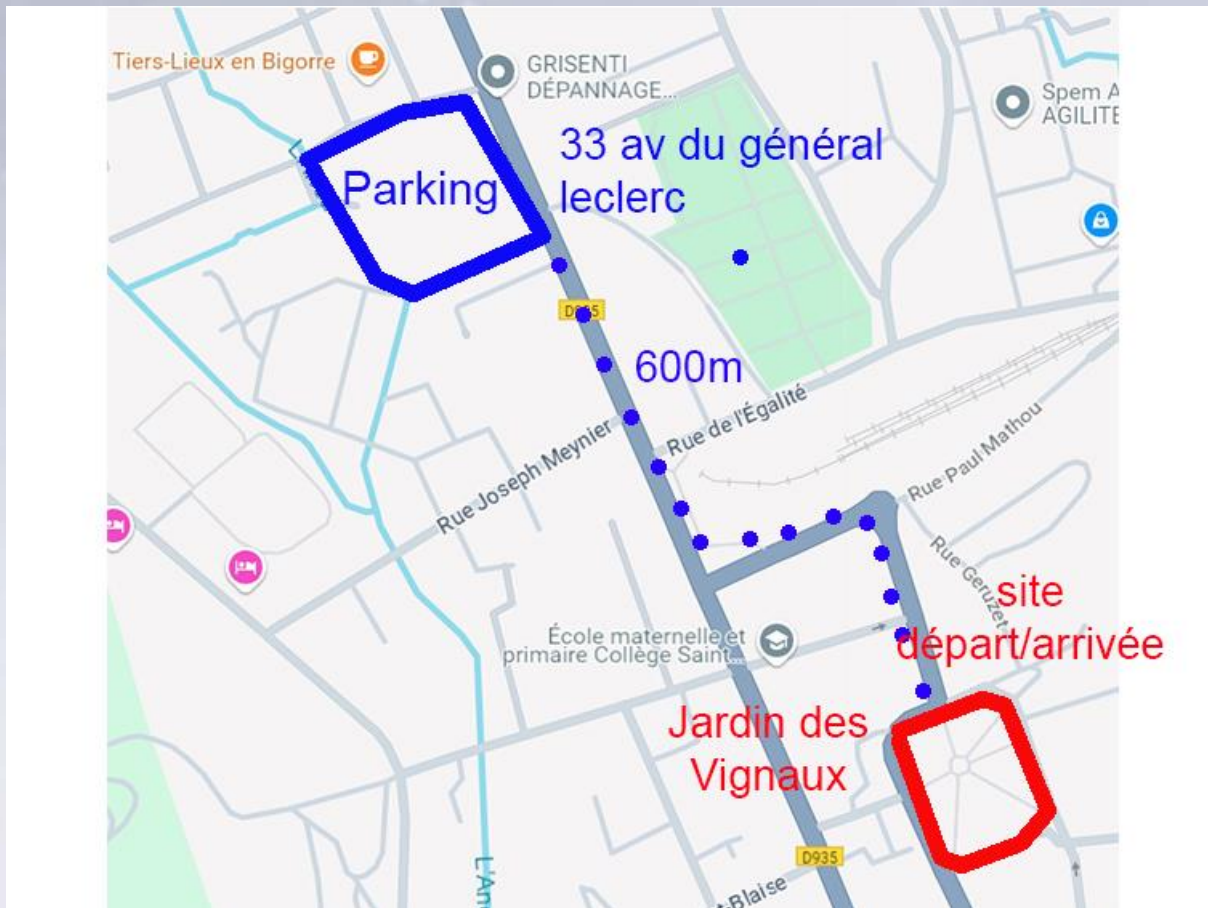 Tiers-Lieux en Bigorre
GRISENTI
DÉPANNAGE...
Spem A
AGILITE
33 av du général
leclerc
Parking
600m
Rue de l'Égalité
Rue Joseph Meynier
Rue Paul Mathou
Rue Geruzet
site
départ/arrivée
École maternelle et
primaire Collège Saint...
Jardin des
Vignaux
D935
t-Blaise